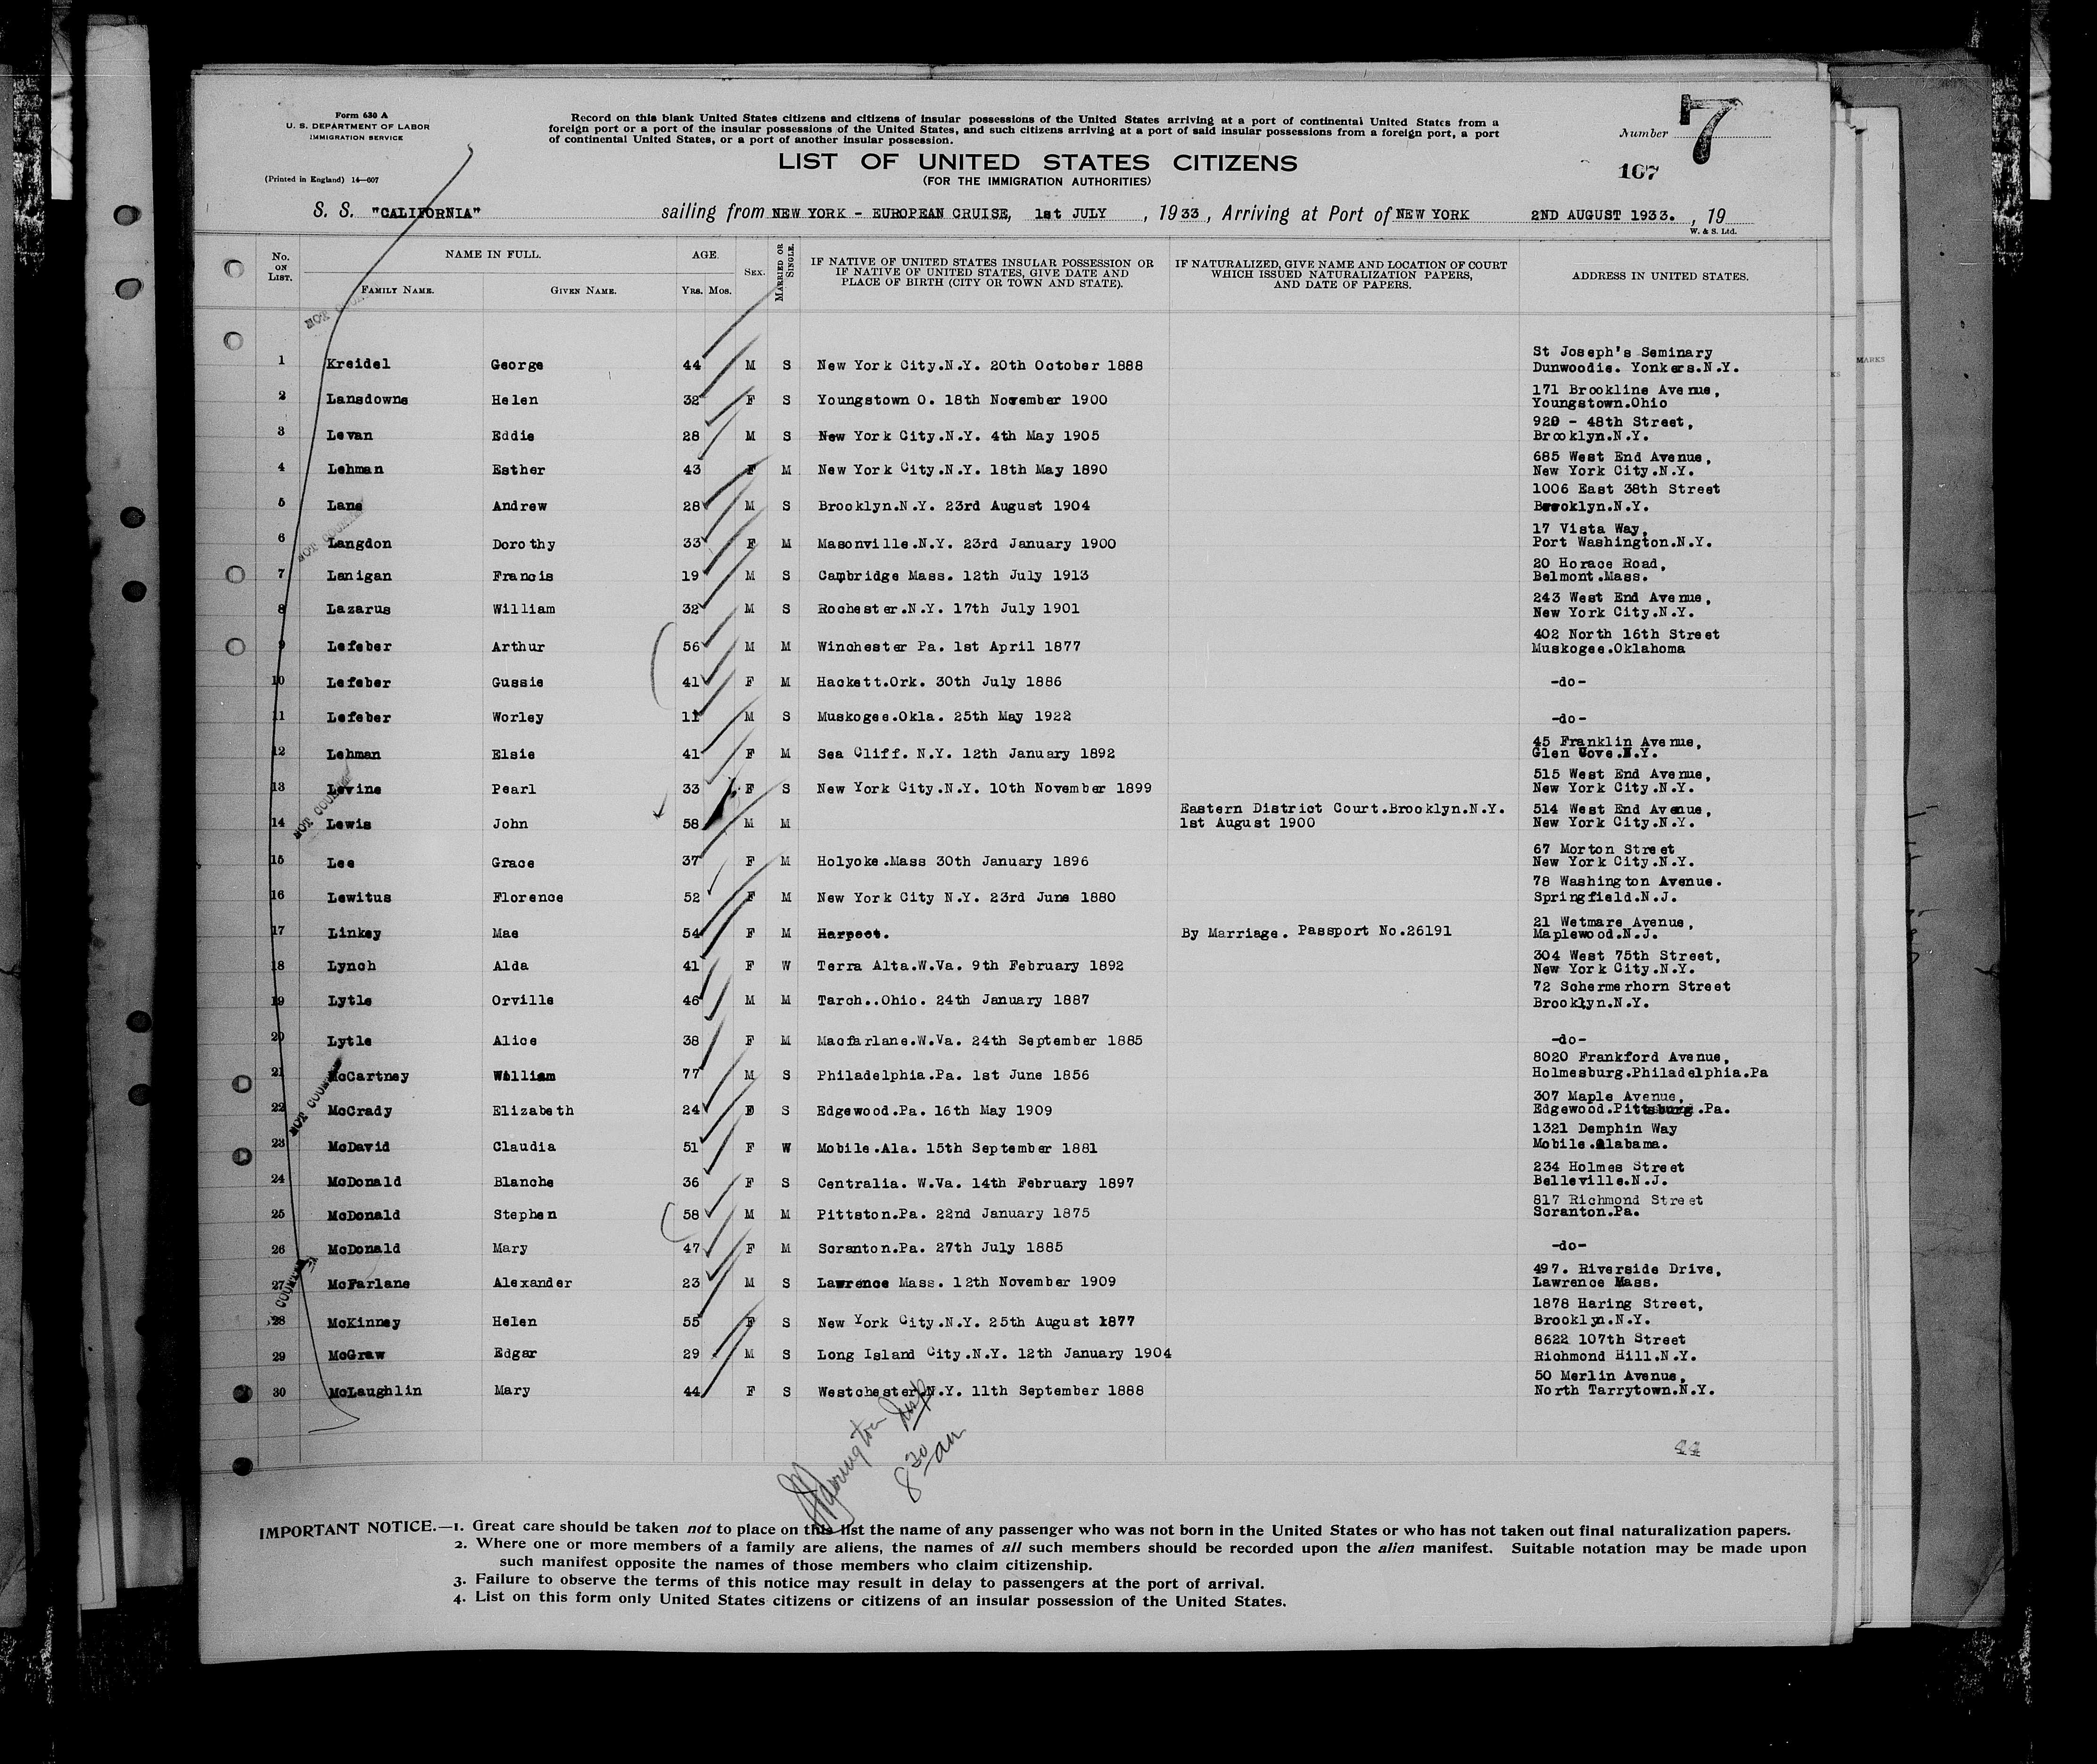 Form 630 A
U. S. DEPARTMENT OF LABOR
IMMIGRATION SERVICE
(Printed in England) 14—607
Record on this blank United States citizens and citizens of insular possessions of the United States arriving at a port of continental United States from a
foreign port or a port of the insular possessions of the United States, and such citizens arriving at a port of said insular possessions from a foreign port, a port
of continental United States, or a port of another insular possession.
Number 7
LIST OF UNITED STATES CITIZENS
(FOR THE IMMIGRATION AUTHORITIES)
167
S. S. "CALIFORNIA" sailing from NEW YORK - EUROPEAN CRUISE, 1st JULY , 1933 , Arriving at Port of NEW YORK 2ND AUGUST 1933. , 19
W. & S. Ltd.
No. ON LIST. NAME IN FULL. AGE. SEX. MARRIED OR SINGLE. IF NATIVE OF UNITED STATES INSULAR POSSESSION OR IF NATIVE OF UNITED STATES, GIVE DATE AND PLACE OF BIRTH (CITY OR TOWN AND STATE). IF NATURALIZED, GIVE NAME AND LOCATION OF COURT WHICH ISSUED NATURALIZATION PAPERS, AND DATE OF PAPERS. ADDRESS IN UNITED STATES.
FAMILY NAME. GIVEN NAME. YRS. MOS.
1 Kreidel George 44 M S New York City.N.Y. 20th October 1888 St Joseph's Seminary Dunwoodie. Yonkers.N.Y.
2 Lansdowne Helen 32 F S Youngstown O. 18th November 1900 171 Brookline Avenue, Youngstown.Ohio
3 Levan Eddie 28 M S New York City.N.Y. 4th May 1905 920 - 48th Street, Brooklyn.N.Y.
4 Lehman Esther 43 F M New York City.N.Y. 18th May 1890 685 West End Avenue, New York City.N.Y.
5 Lane Andrew 28 M S Brooklyn.N.Y. 23rd August 1904 1006 East 38th Street Brooklyn.N.Y.
6 Langdon Dorothy 33 F M Masonville.N.Y. 23rd January 1900 17 Vista Way, Port Washington.N.Y.
7 Lanigan Francis 19 M S Cambridge Mass. 12th July 1913 20 Horace Road, Belmont.Mass.
8 Lazarus William 32 M S Rochester.N.Y. 17th July 1901 243 West End Avenue, New York City.N.Y.
9 Lefeber Arthur 56 M M Winchester Pa. 1st April 1877 402 North 16th Street Muskogee.Oklahoma
10 Lefeber Gussie 41 F M Hackett.Ork. 30th July 1886 -do-
11 Lefeber Worley 11 M S Muskogee.Okla. 25th May 1922 -do-
12 Lehman Elsie 41 F M Sea Cliff. N.Y. 12th January 1892 45 Franklin Avenue, Glen Cove.N.Y.
13 Levine Pearl 33 F S New York City.N.Y. 10th November 1899 515 West End Avenue, New York City.N.Y.
14 Lewis John 58 M M Eastern District Court.Brooklyn.N.Y. 1st August 1900 514 West End Avenue, New York City.N.Y.
15 Lee Grace 37 F M Holyoke.Mass 30th January 1896 67 Morton Street New York City.N.Y.
16 Lewitus Florence 52 F M New York City N.Y. 23rd June 1880 78 Washington Avenue. Springfield.N.J.
17 Linkey Mae 54 F M Harpect. By Marriage. Passport No.26191 21 Wetmare Avenue, Maplewood.N.J.
18 Lynch Alda 41 F W Terra Alta.W.Va. 9th February 1892 304 West 75th Street, New York City.N.Y.
19 Lytle Orville 46 M M Tarch..Ohio. 24th January 1887 72 Schermerhorn Street Brooklyn.N.Y.
20 Lytle Alice 38 F M Macfarlane.W.Va. 24th September 1885 -do-
21 McCartney William 77 M S Philadelphia.Pa. 1st June 1856 8020 Frankford Avenue, Holmesburg.Philadelphia.Pa
22 McCrady Elizabeth 24 F S Edgewood.Pa. 16th May 1909 307 Maple Avenue, Edgewood.Pittsburg.Pa.
23 McDavid Claudia 51 F W Mobile.Ala. 15th September 1881 1321 Demphin Way Mobile.Alabama.
24 McDonald Blanche 36 F S Centralia. W.Va. 14th February 1897 234 Holmes Street Belleville.N.J.
25 McDonald Stephen 58 M M Pittston.Pa. 22nd January 1875 817 Richmond Street Scranton.Pa.
26 McDonald Mary 47 F M Scranton.Pa. 27th July 1885 -do-
27 McFarlane Alexander 23 M S Lawrence Mass. 12th November 1909 497. Riverside Drive, Lawrence Mass.
28 McKinney Helen 55 F S New York City.N.Y. 25th August 1877 1878 Haring Street, Brooklyn.N.Y.
29 McGraw Edgar 29 M S Long Island City.N.Y. 12th January 1904 8622 107th Street Richmond Hill.N.Y.
30 McLaughlin Mary 44 F S Westchester.N.Y. 11th September 1888 50 Merlin Avenue, North Tarrytown.N.Y.
Insp
8 30 am
44
IMPORTANT NOTICE.—1. Great care should be taken not to place on this list the name of any passenger who was not born in the United States or who has not taken out final naturalization papers.
2. Where one or more members of a family are aliens, the names of all such members should be recorded upon the alien manifest. Suitable notation may be made upon
such manifest opposite the names of those members who claim citizenship.
3. Failure to observe the terms of this notice may result in delay to passengers at the port of arrival.
4. List on this form only United States citizens or citizens of an insular possession of the United States.